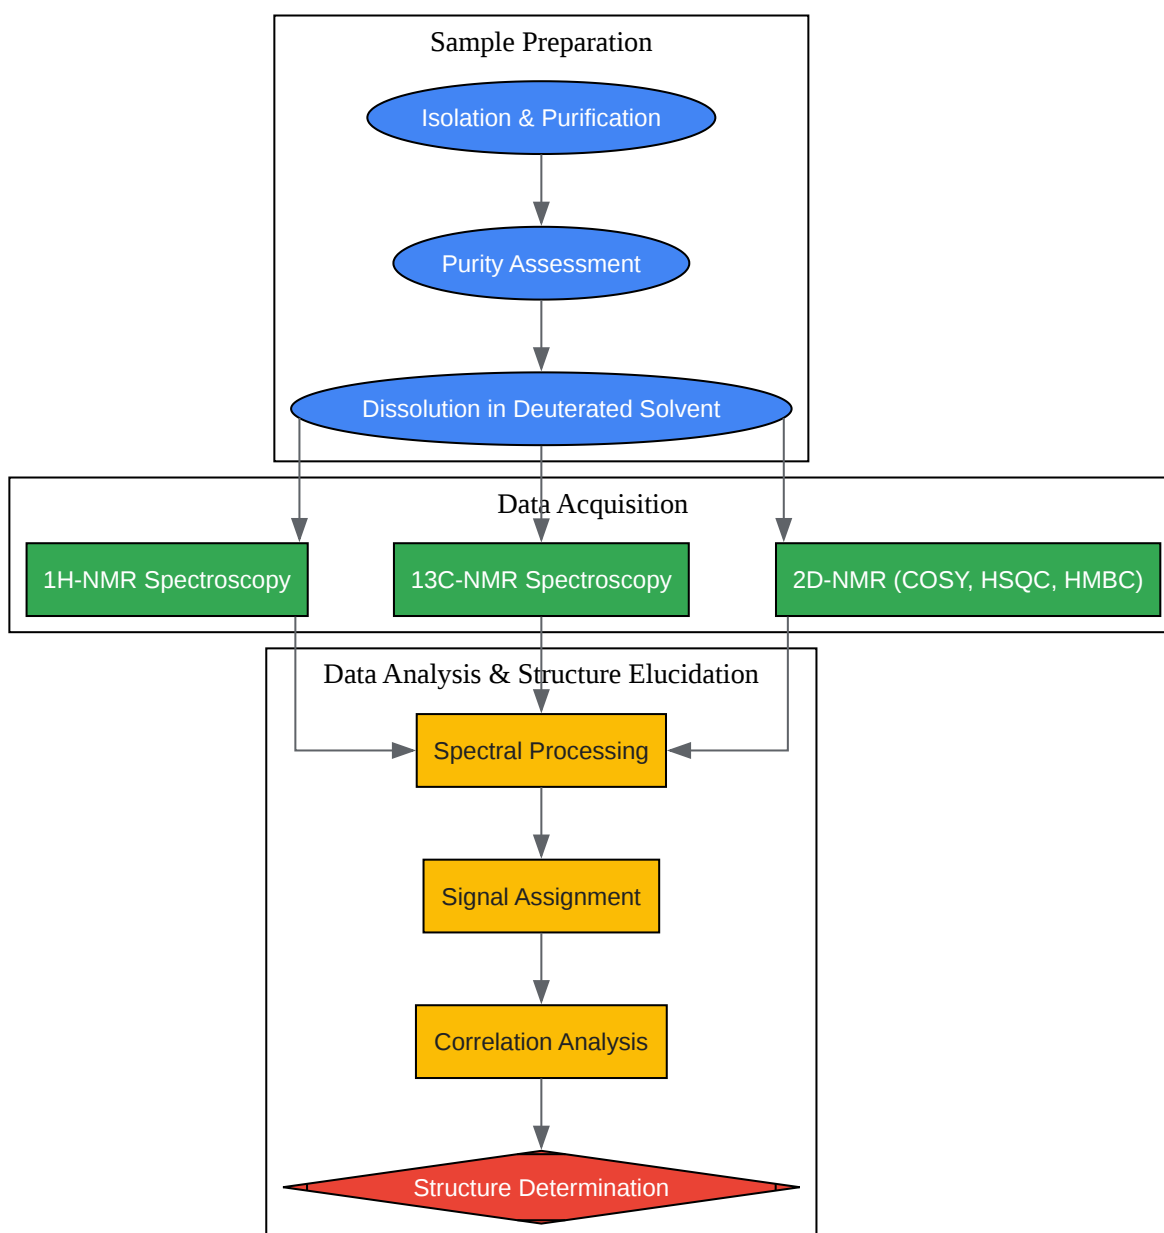 Sample Preparation
Isolation & Purification
Purity Assessment
Dissolution in Deuterated Solvent
Data Acquisition
1H-NMR Spectroscopy
13C-NMR Spectroscopy
2D-NMR (COSY, HSQC, HMBC)
Data Analysis & Structure Elucidation
Spectral Processing
Signal Assignment
Correlation Analysis
Structure Determination